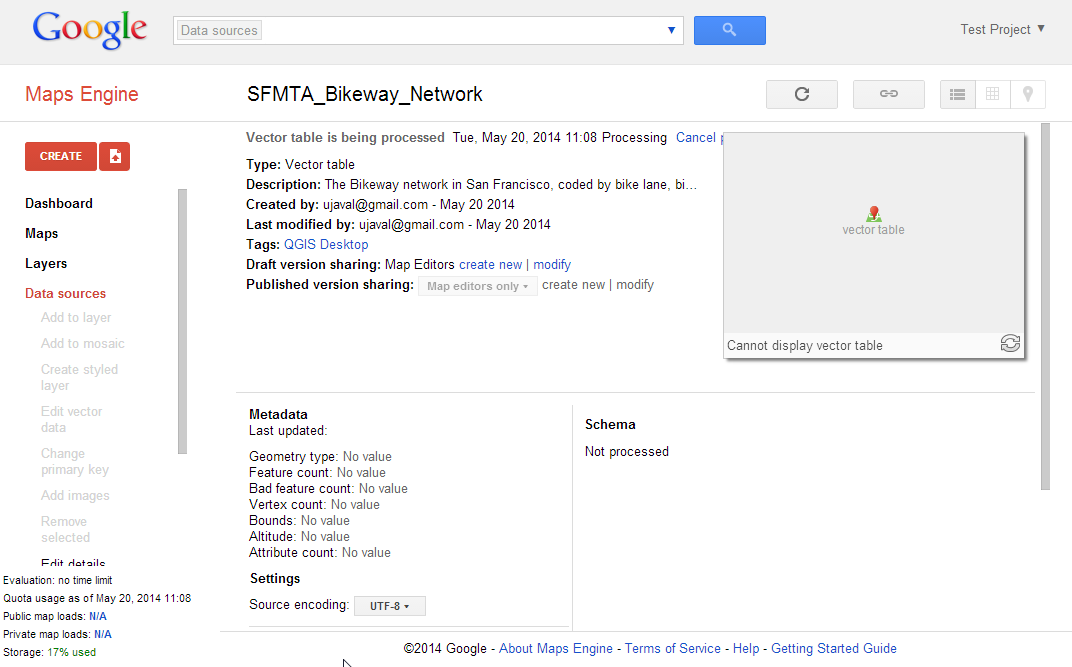 Google
Data sources
Test Project
Maps Engine
SFMTA_Bikeway_Network
CREATE
Dashboard
Maps
Layers
Data sources
Add to layer
Add to mosaic
Create styled
layer
Edit vector
data
Change
primary key
Add images
Remove
selected
Edit details
Evaluation: no time limit
Quota usage as of May 20, 2014 11:08
Public map loads: N/A
Private map loads: N/A
Storage: 17% used
Vector table is being processed Tue, May 20, 2014 11:08 Processing Cancel
Type: Vector table
Description: The Bikeway network in San Francisco, coded by bike lane, bi...
Created by: ujaval@gmail.com - May 20 2014
Last modified by: ujaval@gmail.com - May 20 2014
Tags: QGIS Desktop
Draft version sharing: Map Editors create new | modify
Published version sharing: Map editors only create new | modify
vector table
Cannot display vector table
Metadata
Last updated:
Geometry type: No value
Feature count: No value
Bad feature count: No value
Vertex count: No value
Bounds: No value
Altitude: No value
Attribute count: No value
Settings
Source encoding: UTF-8
Schema
Not processed
©2014 Google - About Maps Engine - Terms of Service - Help - Getting Started Guide